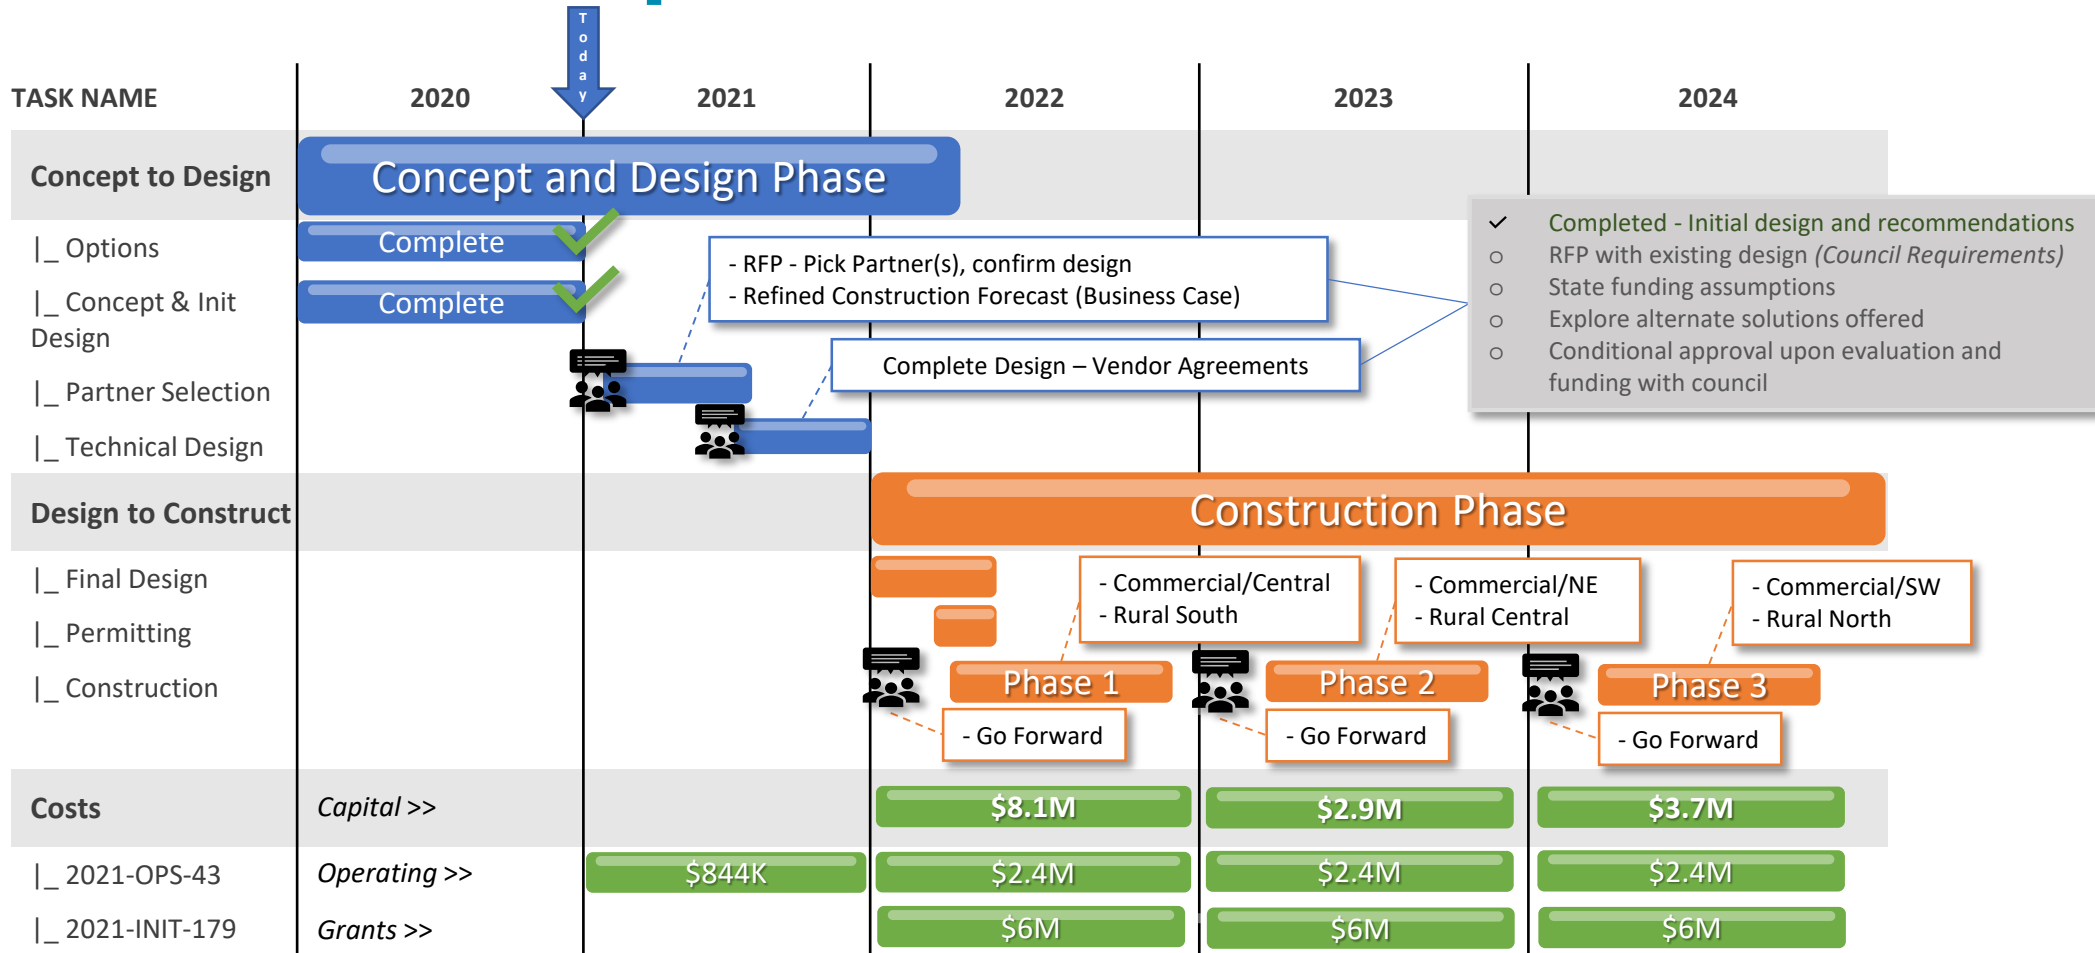 Today
TASK NAME 2020 2021 2022 2023 2024
Concept to Design
Concept and Design Phase
|_ Options
Complete
|_ Concept & Init
Design
Complete
- RFP - Pick Partner(s), confirm design
- Refined Construction Forecast (Business Case)
Complete Design – Vendor Agreements
✓ Completed - Initial design and recommendations
o RFP with existing design (Council Requirements)
o State funding assumptions
o Explore alternate solutions offered
o Conditional approval upon evaluation and
funding with council
|_ Partner Selection
|_ Technical Design
Design to Construct
Construction Phase
|_ Final Design
|_ Permitting
|_ Construction
- Commercial/Central
- Rural South
- Commercial/NE
- Rural Central
- Commercial/SW
- Rural North
Phase 1
Phase 2
Phase 3
- Go Forward
- Go Forward
- Go Forward
Costs Capital >> $8.1M $2.9M $3.7M
|_ 2021-OPS-43 Operating >> $844K $2.4M $2.4M $2.4M
|_ 2021-INIT-179 Grants >> $6M $6M $6M